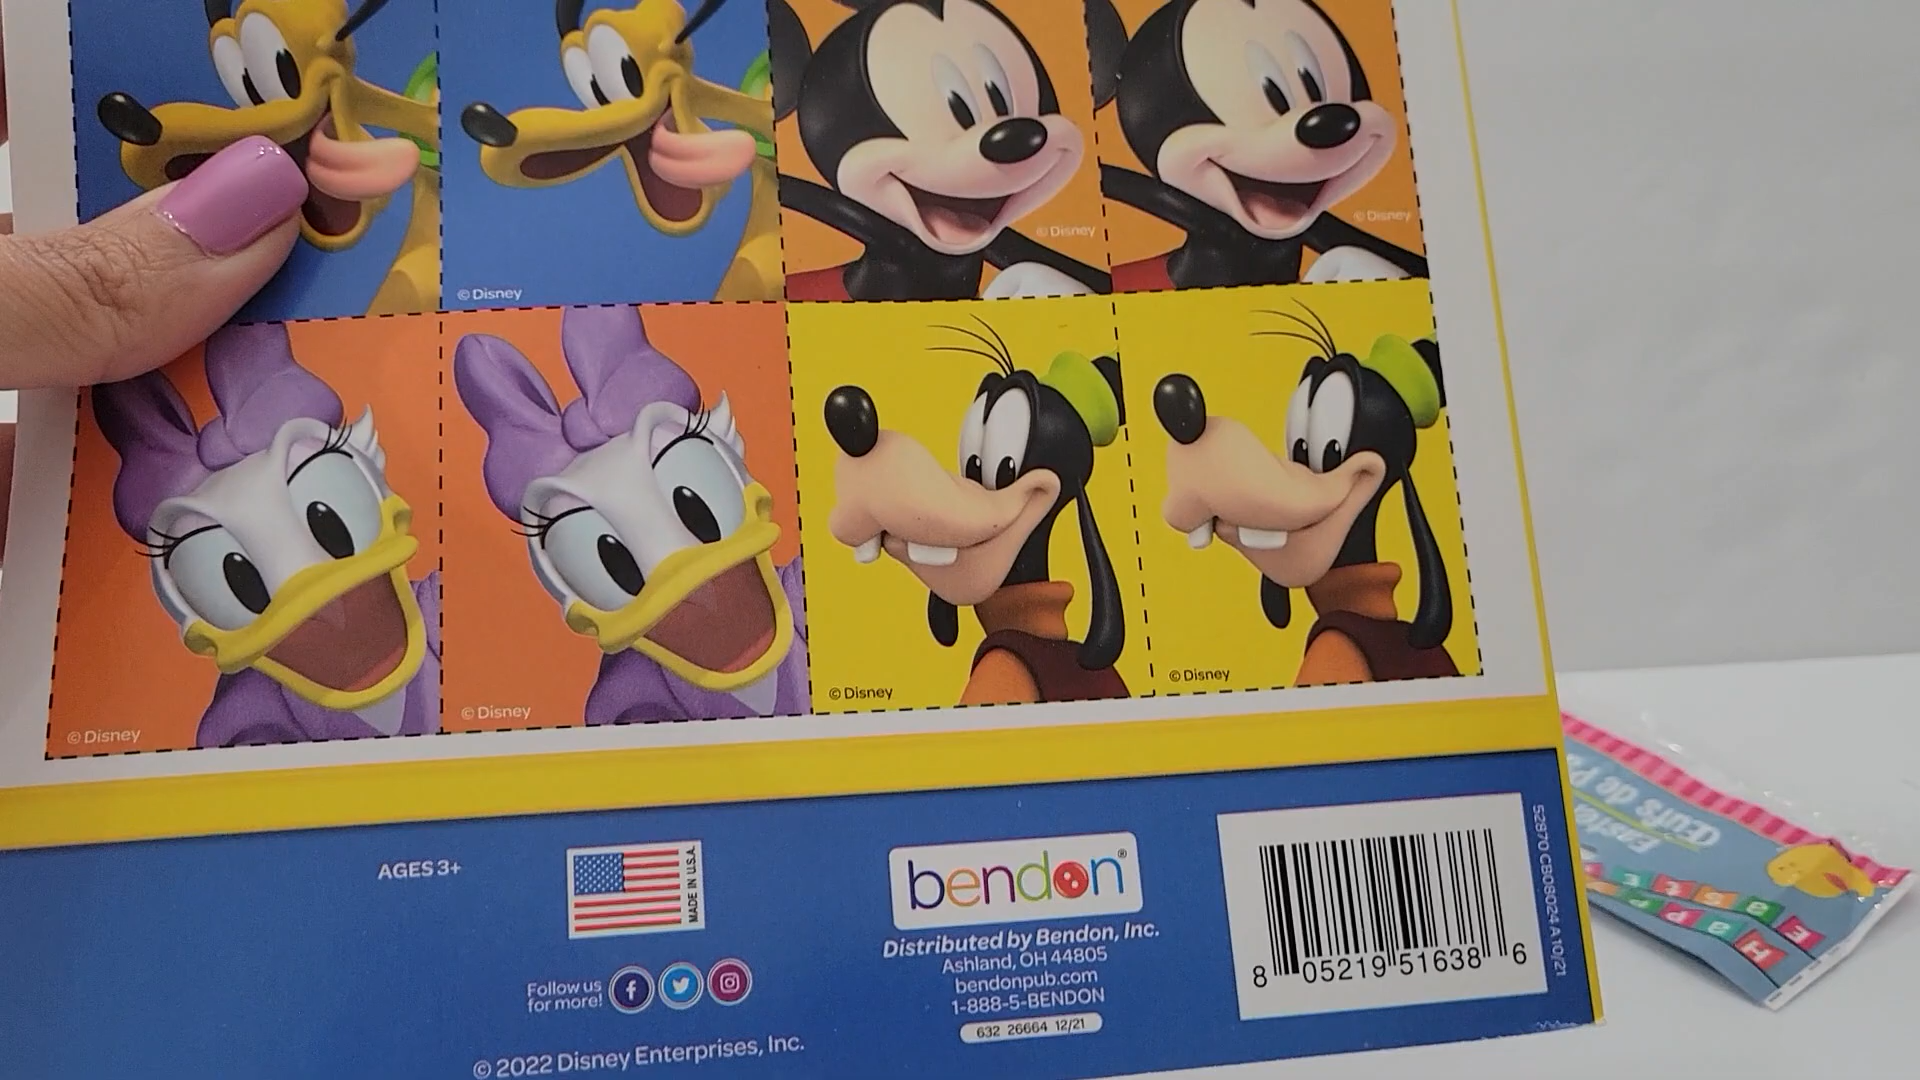 © Disney
© Disney
© Disney
© Disney
© Disney
© Disney
© Disney
AGES 3+
MADE IN U.S.A.
Follow us
for more!
© 2022 Disney Enterprises, Inc.
bendon®
Distributed by Bendon, Inc.
Ashland, OH 44805
bendonpub.com
1-888-5-BENDON
632 26664 12/21
8 05219 51638 6
52870 CB08024 A 10/21
Œufs de